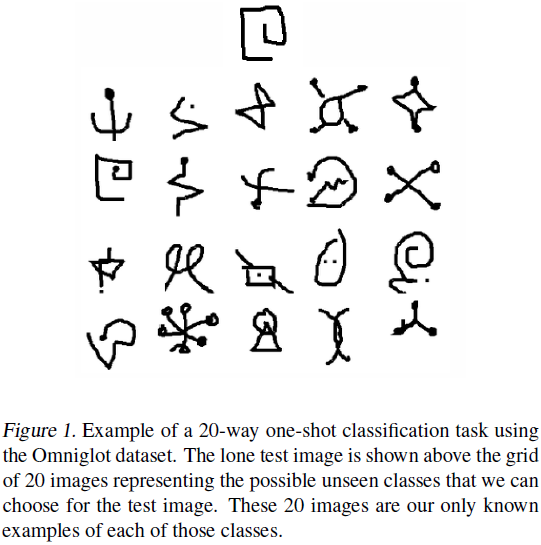 Figure 1. Example of a 20-way one-shot classification task using
the Omniglot dataset. The lone test image is shown above the grid
of 20 images representing the possible unseen classes that we can
choose for the test image. These 20 images are our only known
examples of each of those classes.